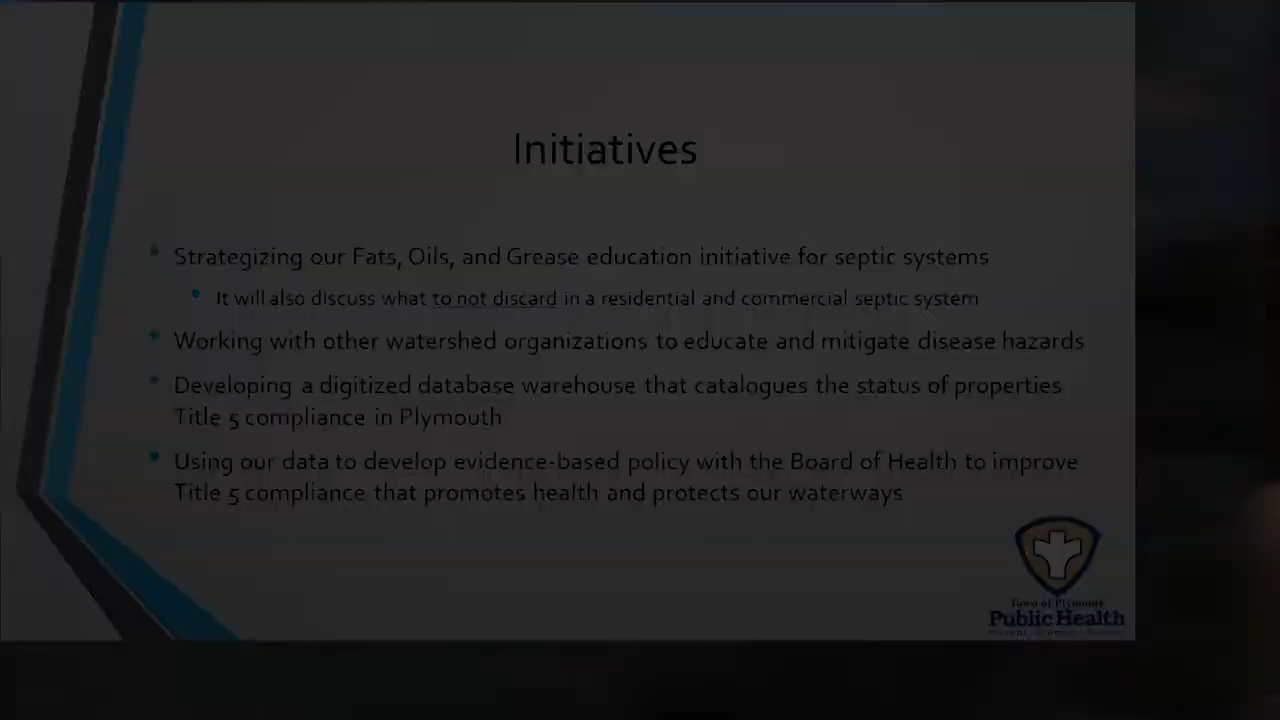 Initiatives
Strategizing our Fats, Oils, and Grease education initiative for septic systems
It will also discuss what to not discard in a residential and commercial septic system
Working with other watershed organizations to educate and mitigate disease hazards
Developing a digitized database warehouse that catalogues the status of properties
Title 5 compliance in Plymouth
Using our data to develop evidence-based policy with the Board of Health to improve
Title 5 compliance that promotes health and protects our waterways
Town of Plymouth
Public Health